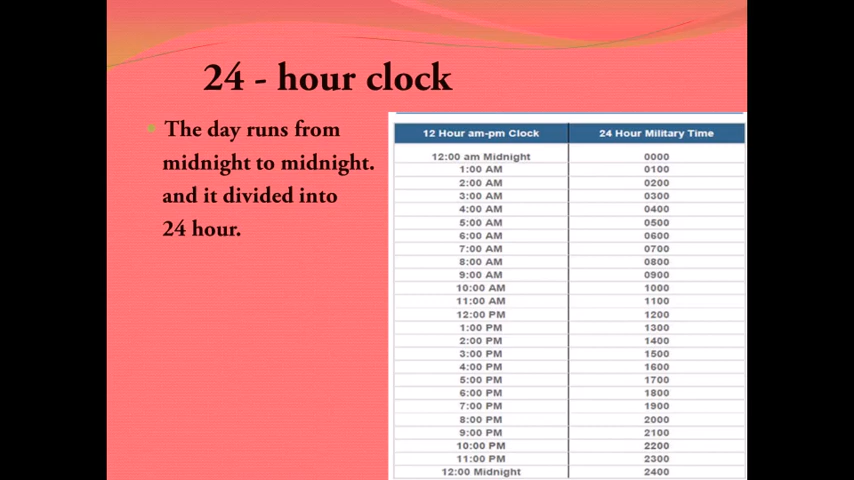 24 - hour clock
The day runs from
midnight to midnight.
and it divided into
24 hour.
12 Hour am-pm Clock 24 Hour Military Time
12:00 am Midnight 0000
1:00 AM 0100
2:00 AM 0200
3:00 AM 0300
4:00 AM 0400
5:00 AM 0500
6:00 AM 0600
7:00 AM 0700
8:00 AM 0800
9:00 AM 0900
10:00 AM 1000
11:00 AM 1100
12:00 PM 1200
1:00 PM 1300
2:00 PM 1400
3:00 PM 1500
4:00 PM 1600
5:00 PM 1700
6:00 PM 1800
7:00 PM 1900
8:00 PM 2000
9:00 PM 2100
10:00 PM 2200
11:00 PM 2300
12:00 Midnight 2400